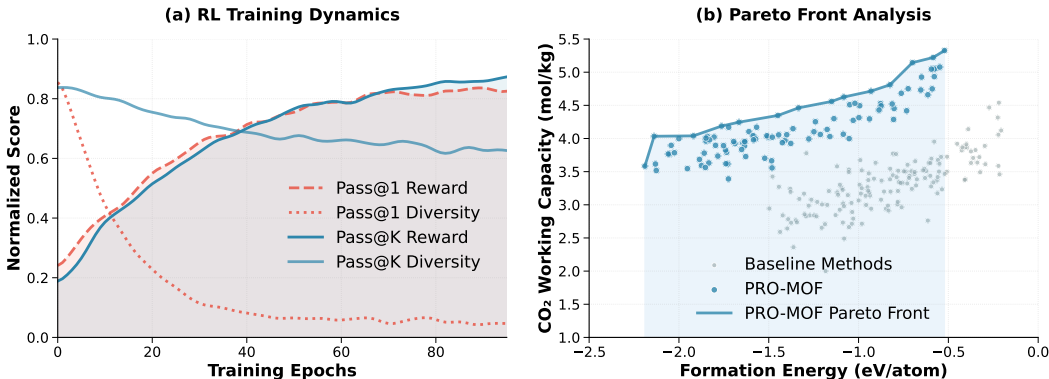 (a) RL Training Dynamics
Normalized Score
1.0
0.8
0.6
0.4
0.2
0.0
0
20
40
60
80
Training Epochs
Pass@1 Reward
Pass@1 Diversity
Pass@K Reward
Pass@K Diversity
(b) Pareto Front Analysis
CO₂ Working Capacity (mol/kg)
5.5
5.0
4.5
4.0
3.5
3.0
2.5
2.0
1.5
1.0
−2.5
−2.0
−1.5
−1.0
−0.5
0.0
Formation Energy (eV/atom)
Baseline Methods
PRO-MOF
PRO-MOF Pareto Front